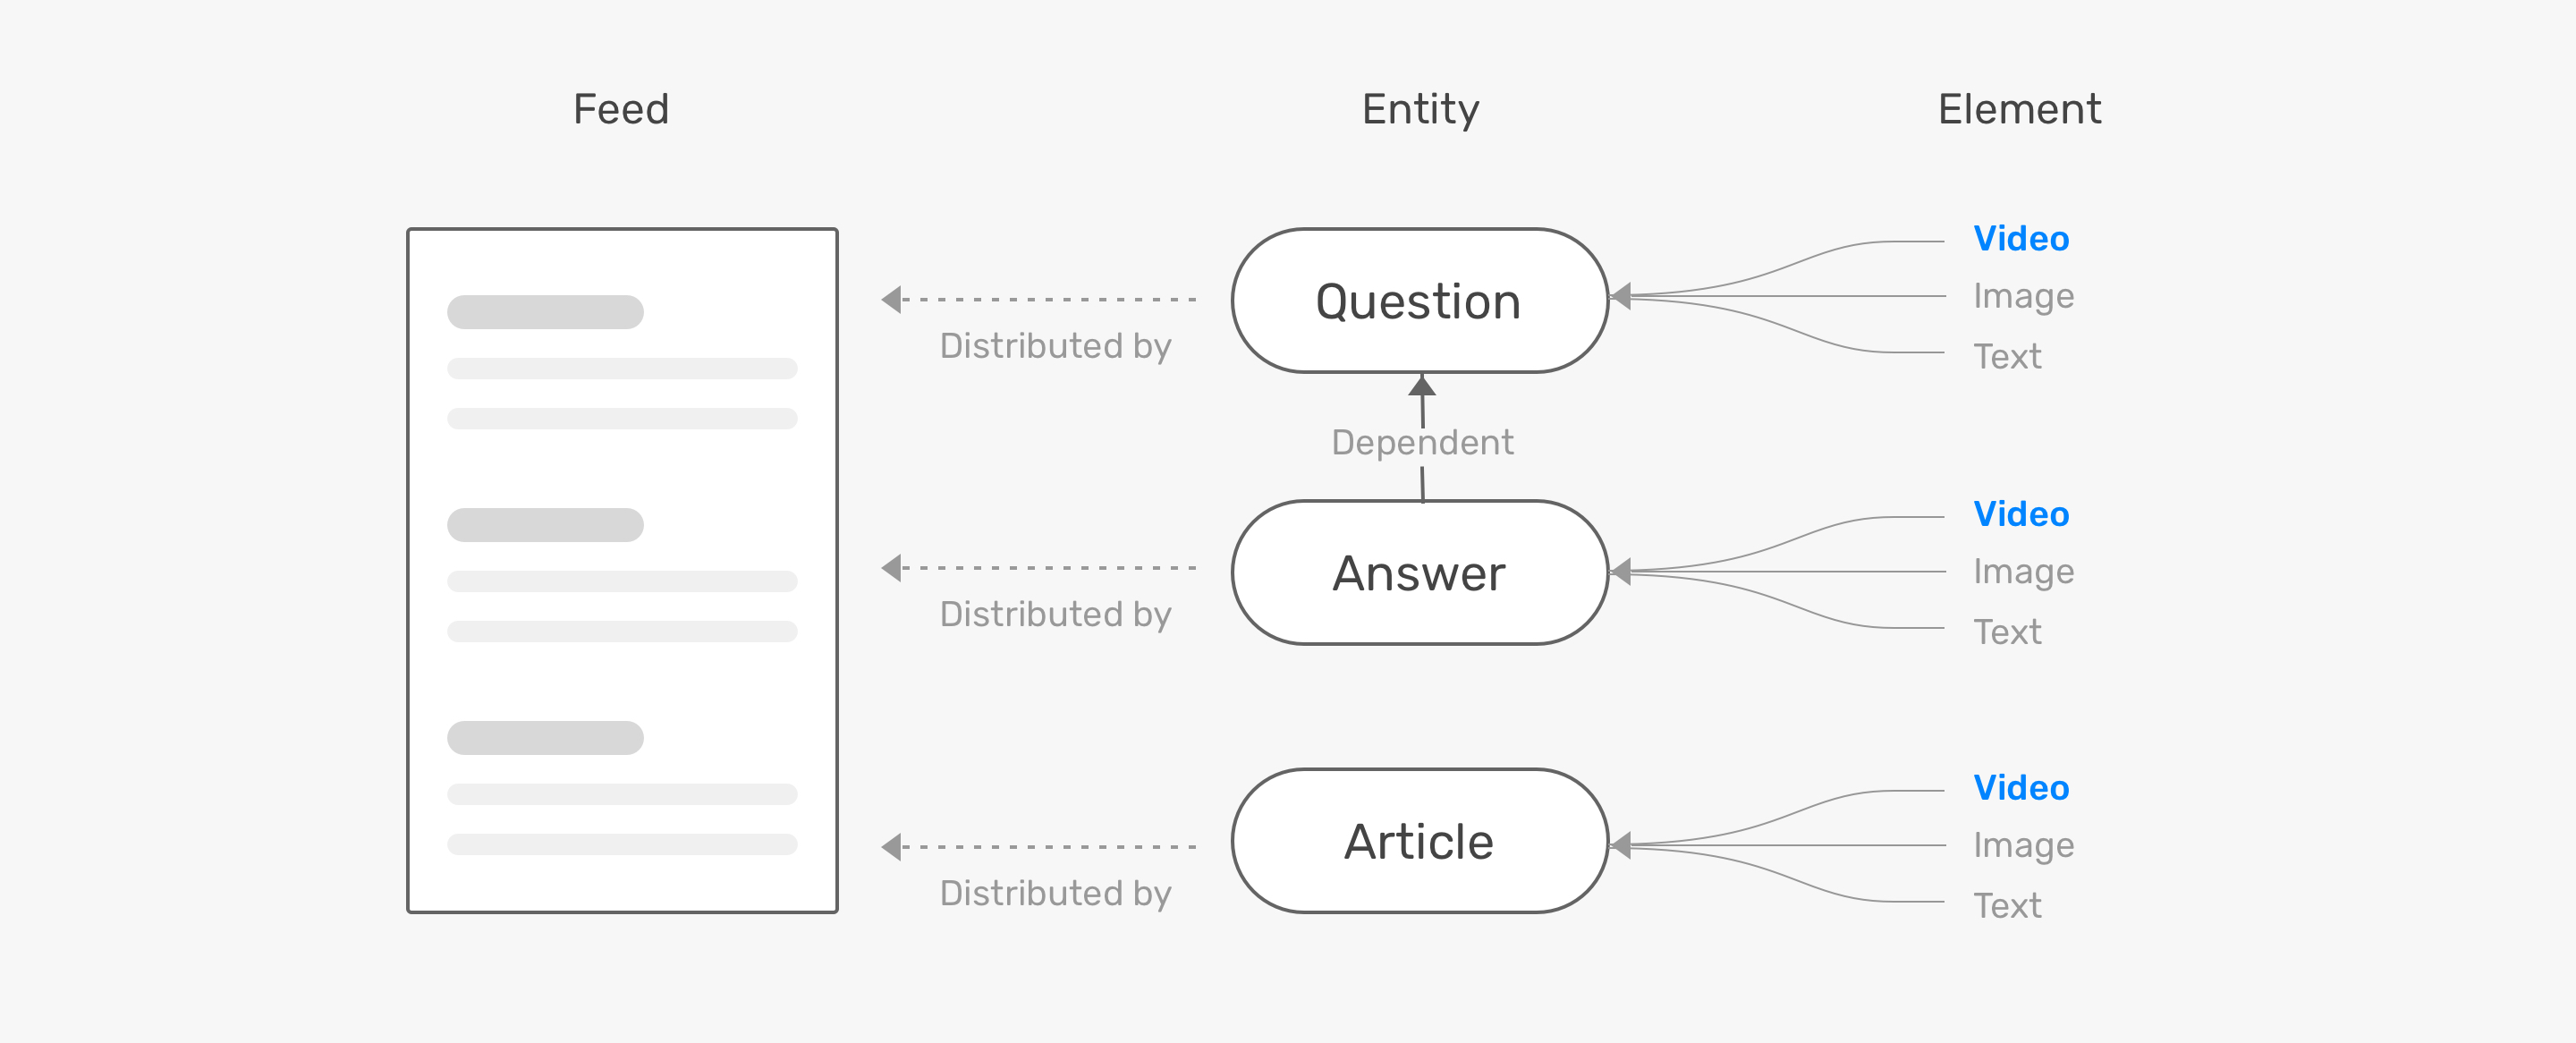 Feed
Entity
Element
Distributed by
Question
Video
Image
Text
Dependent
Distributed by
Answer
Video
Image
Text
Distributed by
Article
Video
Image
Text